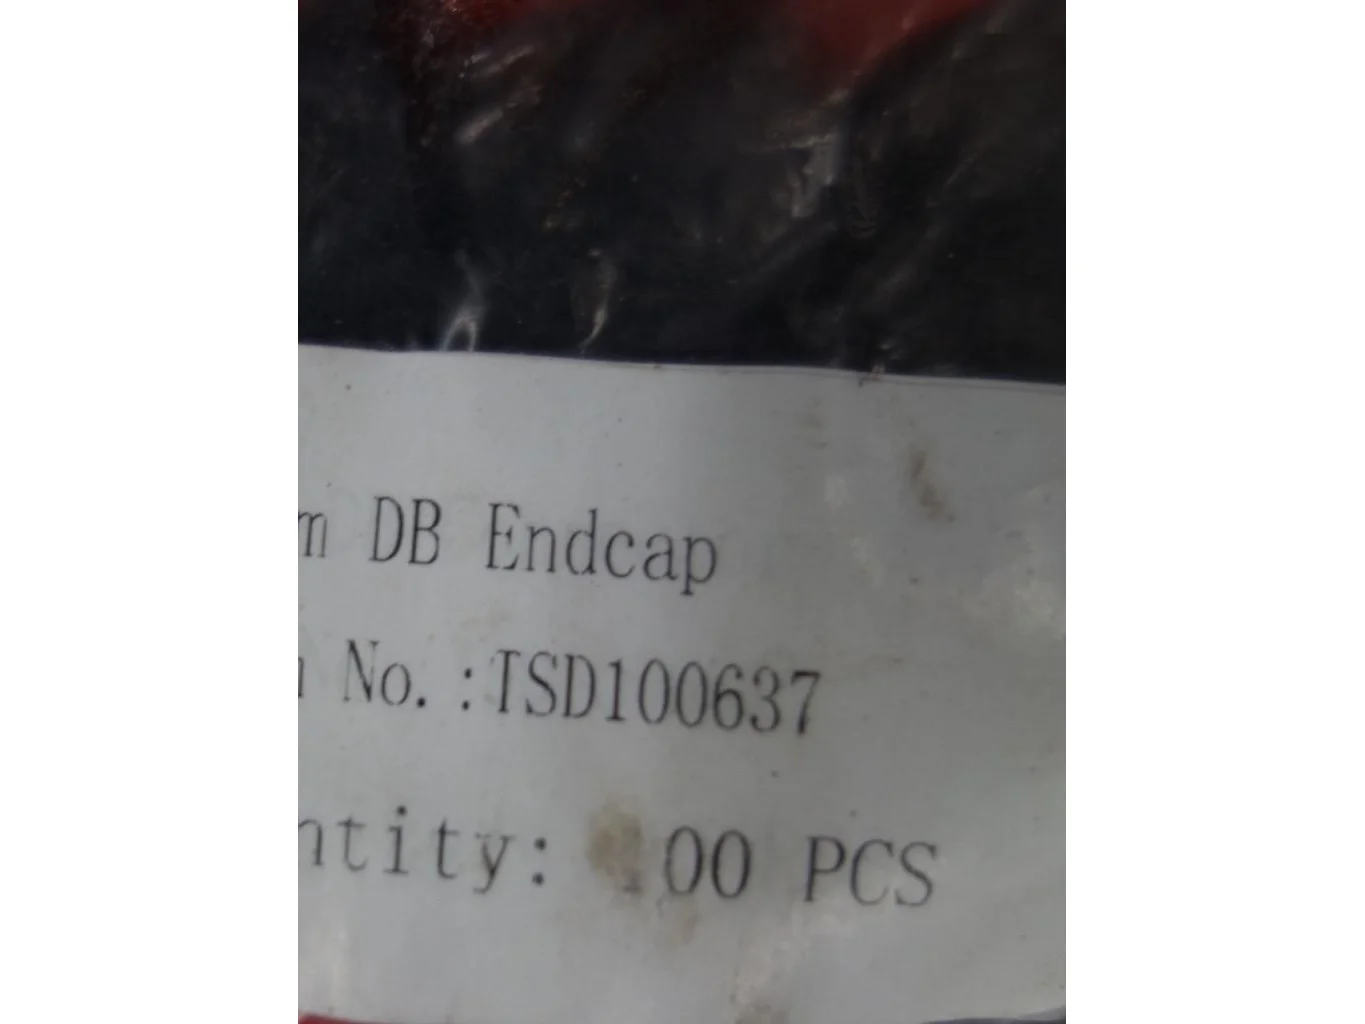 m DB Endcap
No.:TSD100637
ntity: 00 PCS